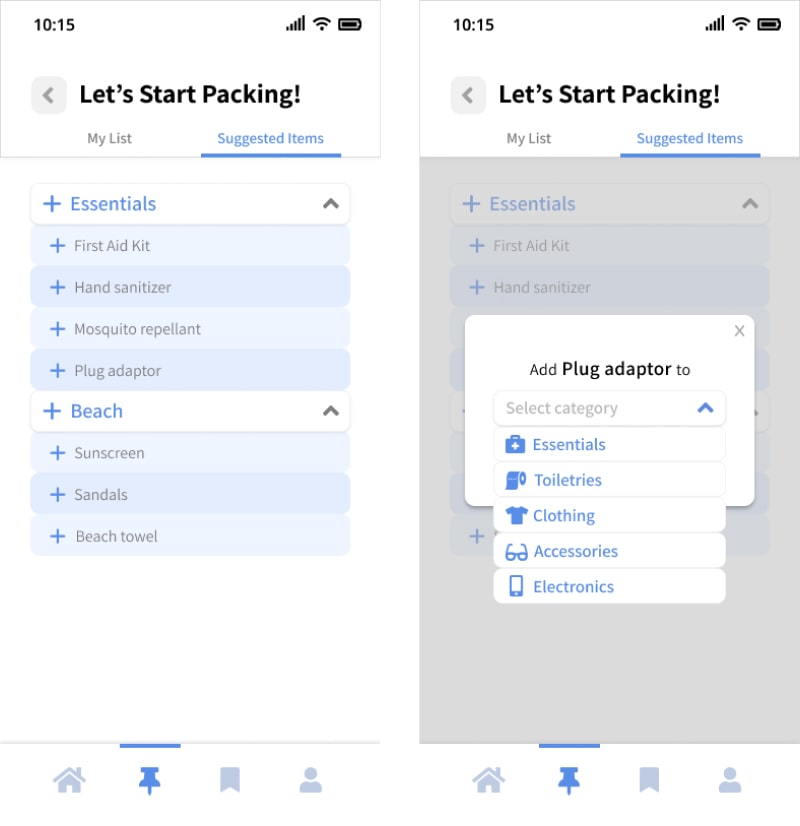 10:15
Let’s Start Packing!
My List
Suggested Items
Essentials
First Aid Kit
Hand sanitizer
Mosquito repellant
Plug adaptor
Beach
Sunscreen
Sandals
Beach towel
10:15
Let’s Start Packing!
My List
Suggested Items
Essentials
First Aid Kit
Hand sanitizer
X
Add Plug adaptor to
Select category
Essentials
Toiletries
Clothing
Accessories
Electronics